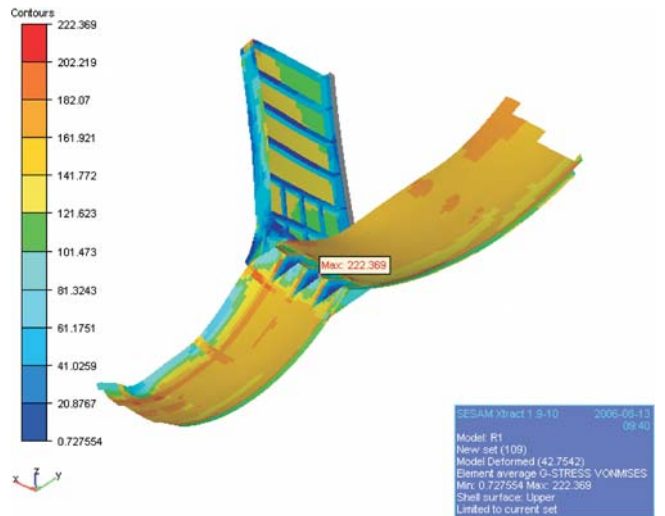 Contours
222.369
202.219
182.07
161.921
141.772
121.623
101.473
81.3243
61.1755
41.0259
20.8767
0.727554
Max: 222.369
x z y
SESAM Xtract 1.9-10 2006-06-13
09:40
Model: R1
New set (109)
Model Deformed (42.7542)
Element average G-STRESS VONMISES
Min: 0.727554 Max: 222.369
Shell surface: Upper
Limited to current set